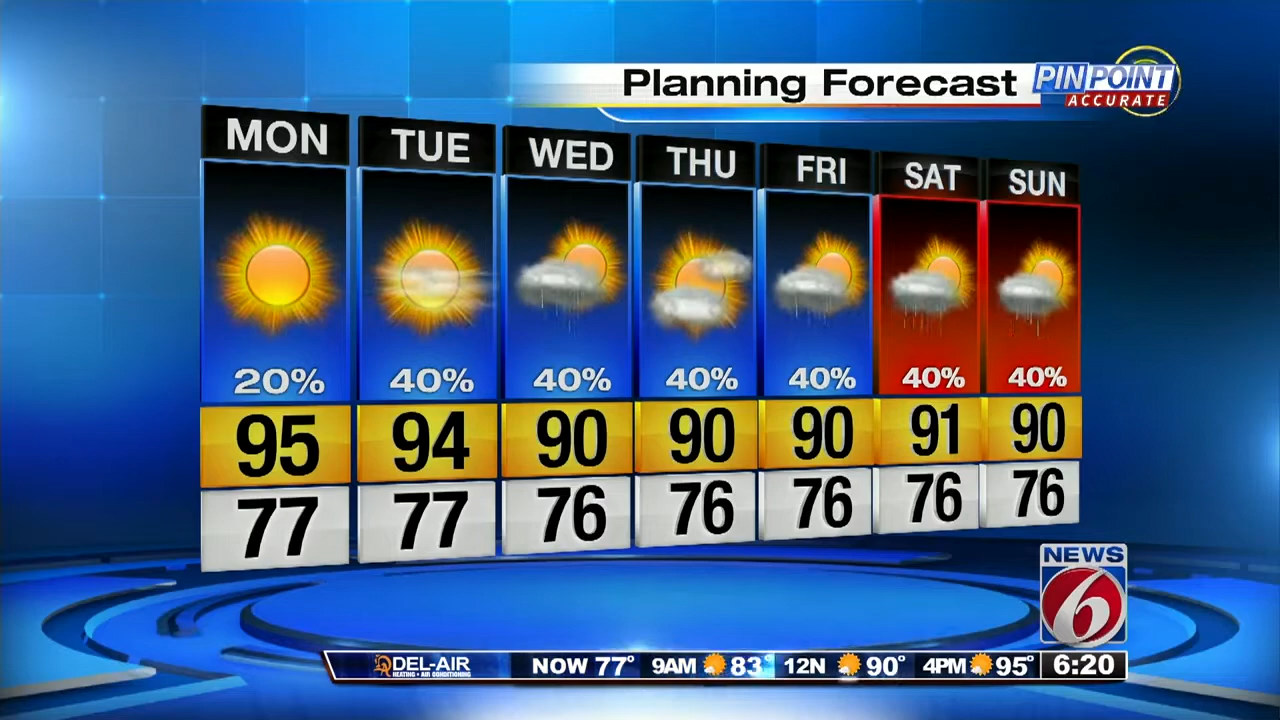 Planning Forecast
PINPOINT
ACCURATE
MON TUE WED THU FRI SAT SUN
20% 40% 40% 40% 40% 40% 40%
95 94 90 90 90 91 90
77 77 76 76 76 76 76
NEWS
6
DEL-AIR
HEATING • AIR CONDITIONING
NOW 77° 9AM 83° 12N 90° 4PM 95° 6:20